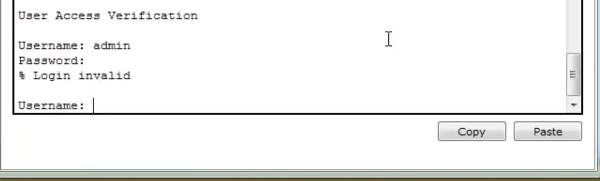 User Access Verification
Username: admin
Password:
% Login invalid
Username:
Copy
Paste